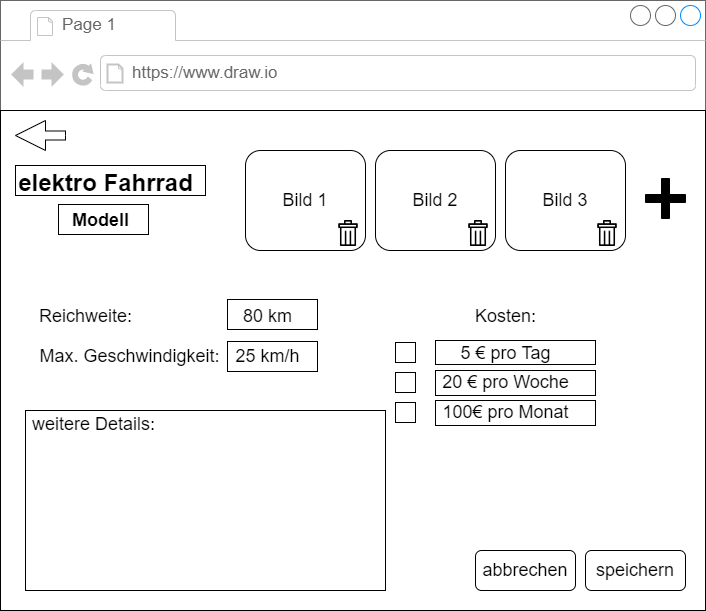 Page 1
https://www.draw.io
elektro Fahrrad
Modell
Bild 1
Bild 2
Bild 3
Reichweite:
80 km
Max. Geschwindigkeit:
25 km/h
Kosten:
5 € pro Tag
20 € pro Woche
100€ pro Monat
weitere Details:
abbrechen
speichern